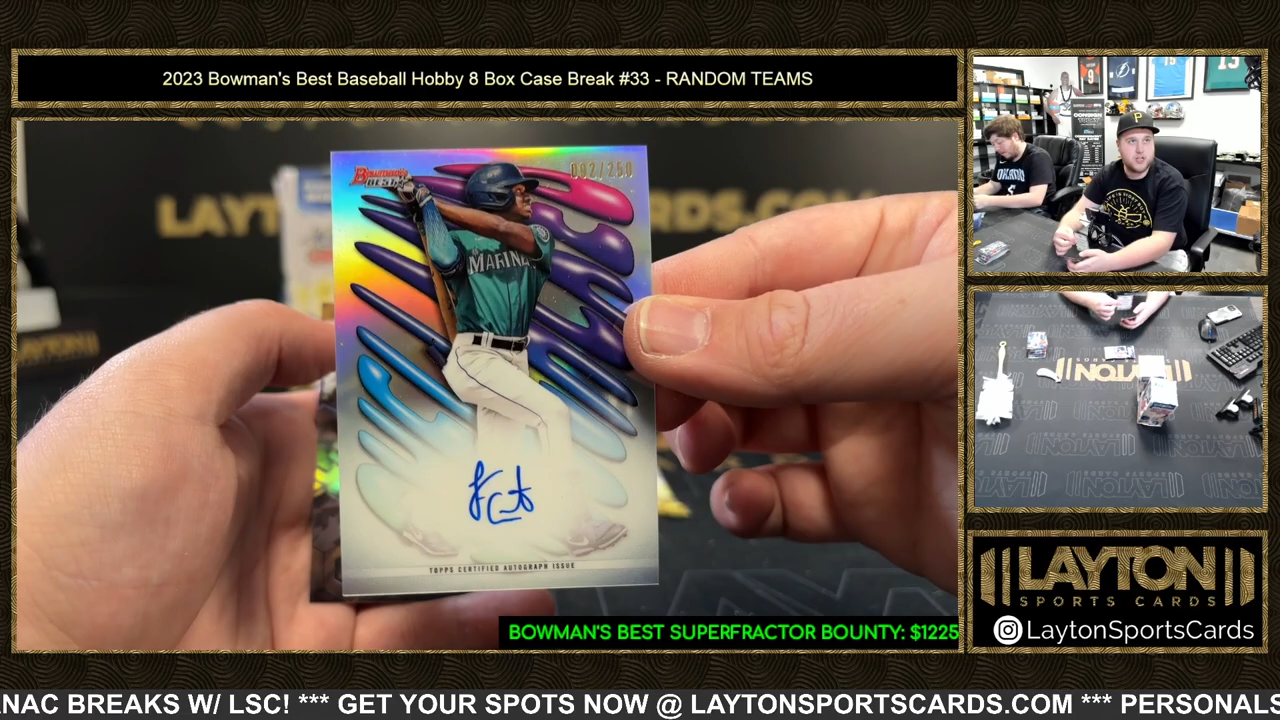 2023 Bowman's Best Baseball Hobby 8 Box Case Break #33 - RANDOM TEAMS
BOWMAN'S BEST
002/250
MARINE
TOPPS CERTIFIED AUTOGRAPH ISSUE
LAYTON
SPORTS CARDS
LaytonSportsCards
BOWMAN'S BEST SUPERFRACTOR BOUNTY: $1225
NAC BREAKS W/ LSC! *** GET YOUR SPOTS NOW @ LAYTONSPORTSCARDS.COM *** PERSONALS